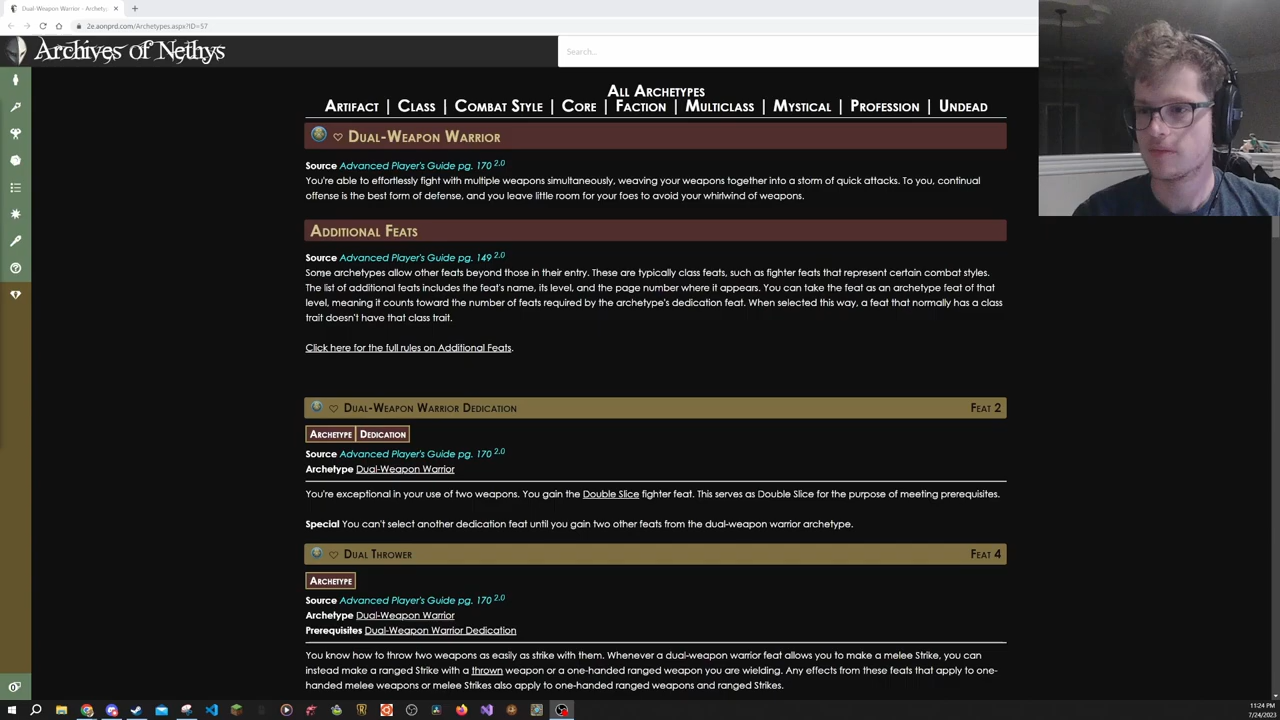 Dual-Weapon Warrior - Archety
2e.aonprd.com/Archetypes.aspx?ID=57
Archives of Nethys
Search...
All Archetypes
Artifact | Class | Combat Style | Core | Faction | Multiclass | Mystical | Profession | Undead
Dual-Weapon Warrior
Source Advanced Player's Guide pg. 170 2.0
You're able to effortlessly fight with multiple weapons simultaneously, weaving your weapons together into a storm of quick attacks. To you, continual
offense is the best form of defense, and you leave little room for your foes to avoid your whirlwind of weapons.
Additional Feats
Source Advanced Player's Guide pg. 149 2.0
Some archetypes allow other feats beyond those in their entry. These are typically class feats, such as fighter feats that represent certain combat styles.
The list of additional feats includes the feat's name, its level, and the page number where it appears. You can take the feat as an archetype feat of that
level, meaning it counts toward the number of feats required by the archetype's dedication feat. When selected this way, a feat that normally has a class
trait doesn't have that class trait.
Click here for the full rules on Additional Feats.
Dual-Weapon Warrior Dedication Feat 2
Archetype Dedication
Source Advanced Player's Guide pg. 170 2.0
Archetype Dual-Weapon Warrior
You're exceptional in your use of two weapons. You gain the Double Slice fighter feat. This serves as Double Slice for the purpose of meeting prerequisites.
Special You can't select another dedication feat until you gain two other feats from the dual-weapon warrior archetype.
Dual Thrower Feat 4
Archetype
Source Advanced Player's Guide pg. 170 2.0
Archetype Dual-Weapon Warrior
Prerequisites Dual-Weapon Warrior Dedication
You know how to throw two weapons as easily as strike with them. Whenever a dual-weapon warrior feat allows you to make a melee Strike, you can
instead make a ranged Strike with a thrown weapon or a one-handed ranged weapon you are wielding. Any effects from these feats that apply to one-
handed melee weapons or melee Strikes also apply to one-handed ranged weapons and ranged Strikes.
11:24 PM
7/24/2023